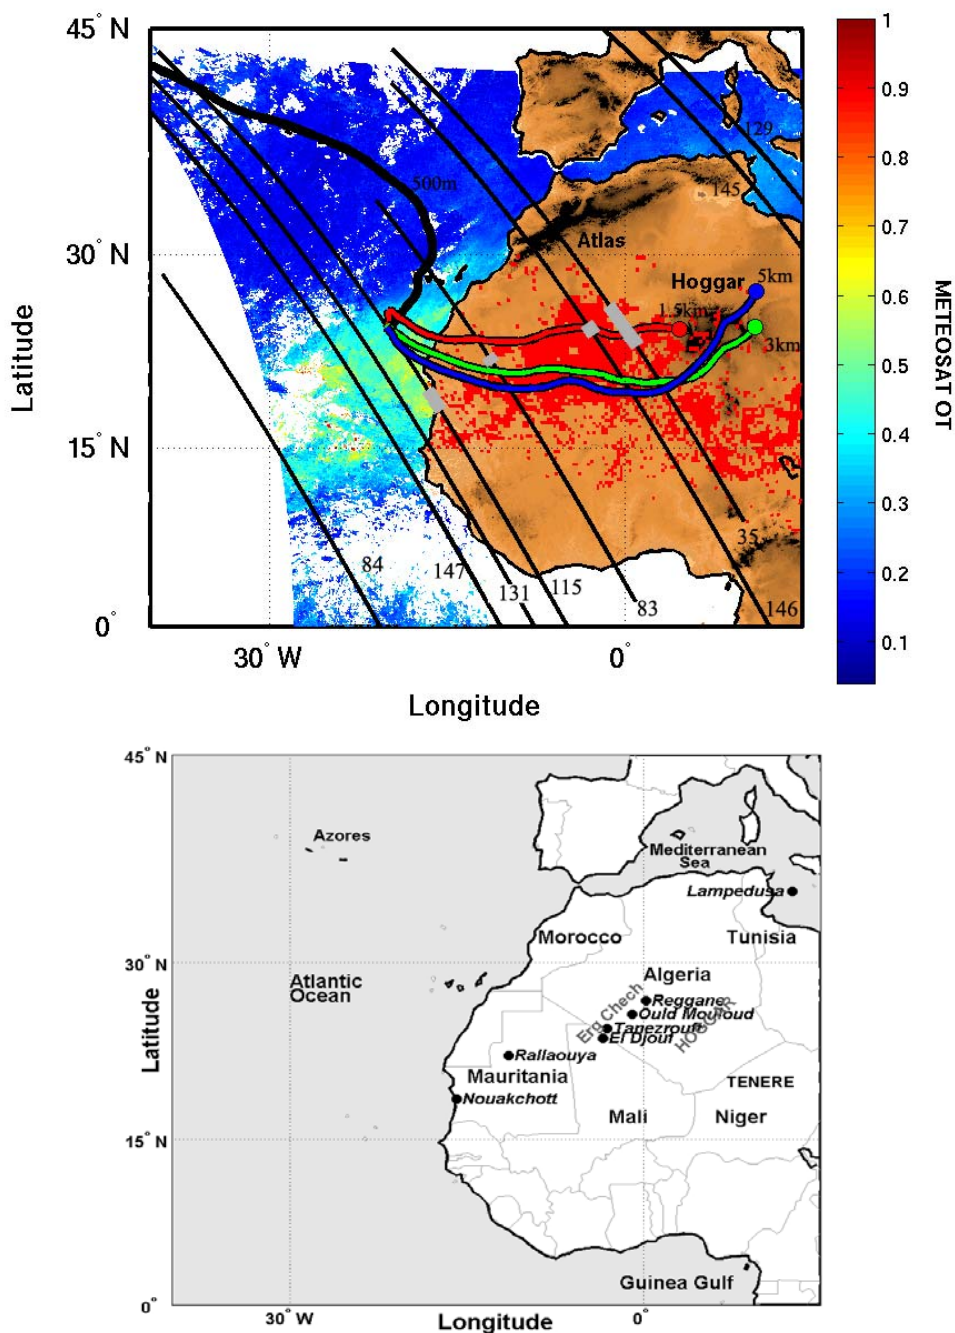 45° N
30° N
15° N
0°
Latitude
30° W
0°
Longitude
500m
Atlas
Hoggar
5km
1.5km
3km
129
145
35
84
147
131
115
83
146
1
0.9
0.8
0.7
0.6
0.5
0.4
0.3
0.2
0.1
METEOSAT OT
45° N
30° N
15° N
0°
Latitude
30° W
0°
Longitude
Azores
Mediterranean
Sea
Lampedusa
Morocco
Tunisia
Atlantic
Ocean
Algeria
Erg Chech
Reggane
Ould Mouloud
HOGGAR
Tanezrouft
El Djouf
Rallaouya
Mauritania
TENERE
Nouakchott
Mali
Niger
Guinea Gulf